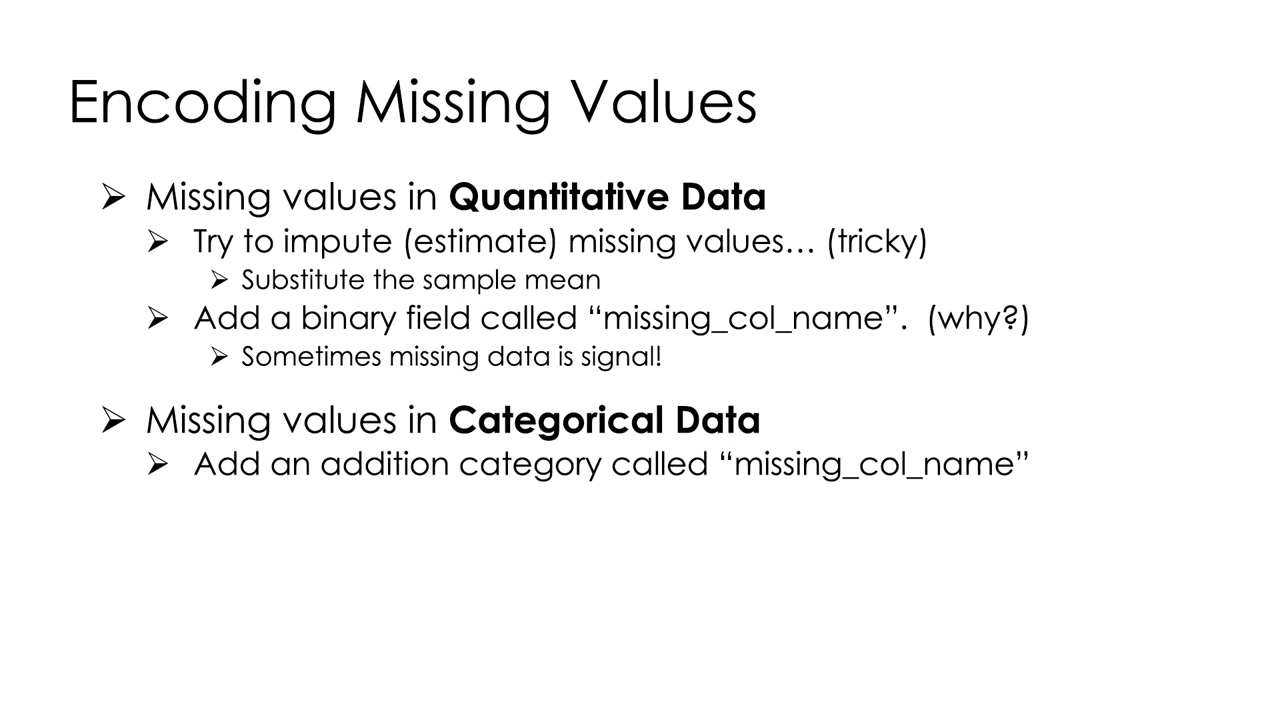 Encoding Missing Values
➢ Missing values in Quantitative Data
➢ Try to impute (estimate) missing values… (tricky)
➢ Substitute the sample mean
➢ Add a binary field called “missing_col_name”. (why?)
➢ Sometimes missing data is signal!
➢ Missing values in Categorical Data
➢ Add an addition category called “missing_col_name”